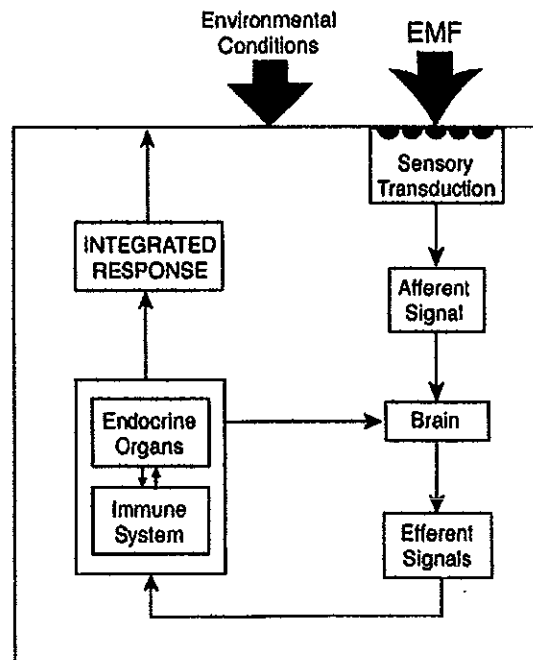 Environmental
Conditions
EMF
Sensory
Transduction
INTEGRATED
RESPONSE
Afferent
Signal
Endocrine
Organs
Brain
Immune
System
Efferent
Signals